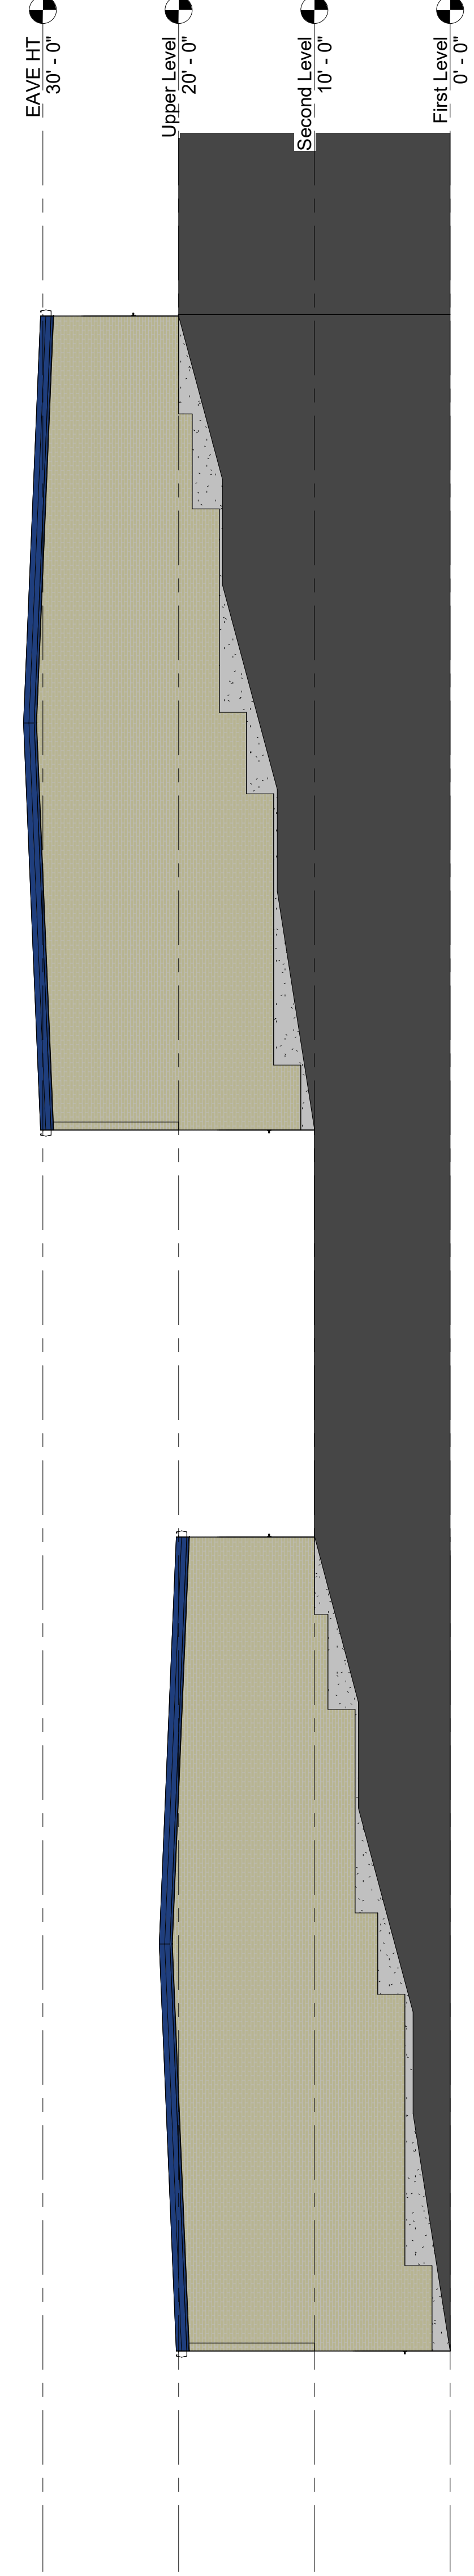 EAVE HT
30' - 0"
Upper Level
20' - 0"
Second Level
10' - 0"
First Level
0' - 0"